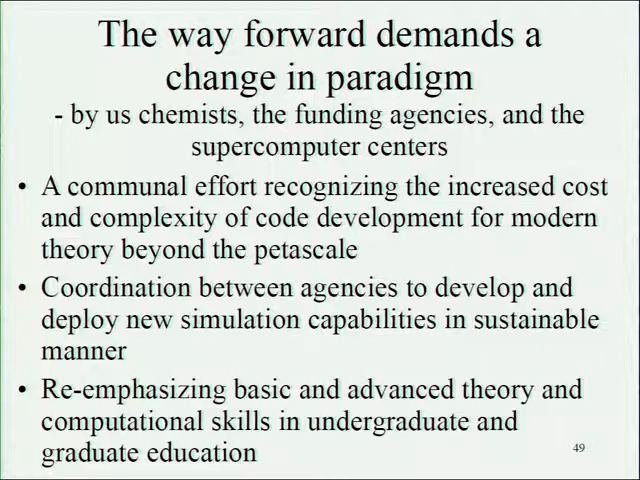 The way forward demands a
change in paradigm
- by us chemists, the funding agencies, and the
supercomputer centers
• A communal effort recognizing the increased cost
and complexity of code development for modern
theory beyond the petascale
• Coordination between agencies to develop and
deploy new simulation capabilities in sustainable
manner
• Re-emphasizing basic and advanced theory and
computational skills in undergraduate and
graduate education
49